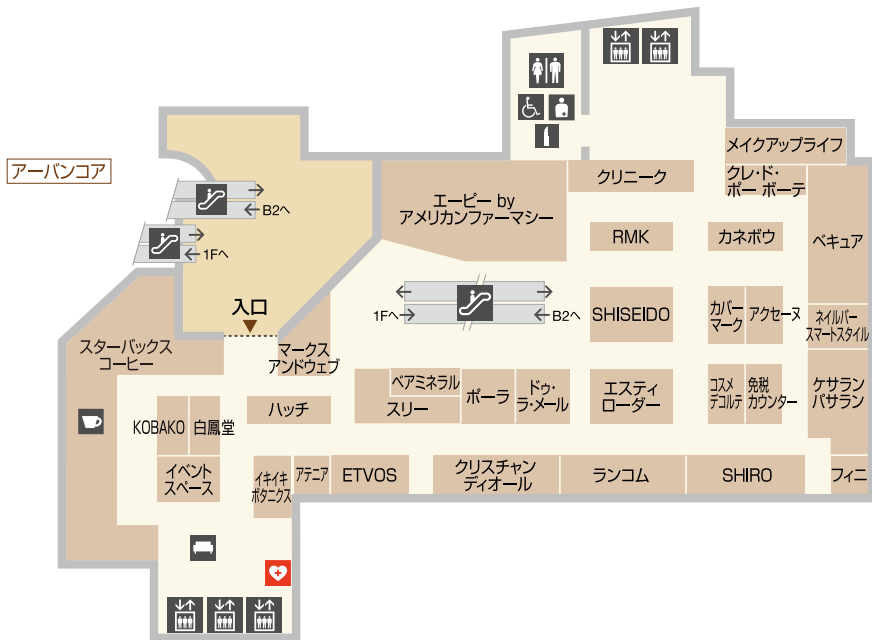 アーバンコア
B2へ
1Fへ
入口
スターバックス
コーヒー
マークス
アンドウェブ
エーピー by
アメリカンファーマシー
クリニーク
メイクアップライフ
クレ・ド・
ポー ボーテ
RMK
カネボウ
ベキュア
1Fへ
B2へ
SHISEIDO
カバー
マーク
アクセーヌ
ネイルバー
スマートスタイル
ベアミネラル
スリー
ポーラ
ドゥ・
ラ・メール
エスティ
ローダー
コスメ
デコルテ
免税
カウンター
ケサラン
パサラン
KOBAKO
白鳳堂
ハッチ
イベント
スペース
イキイキ
ボタニクス
アテニア
ETVOS
クリスチャン
ディオール
ランコム
SHIRO
フィニ